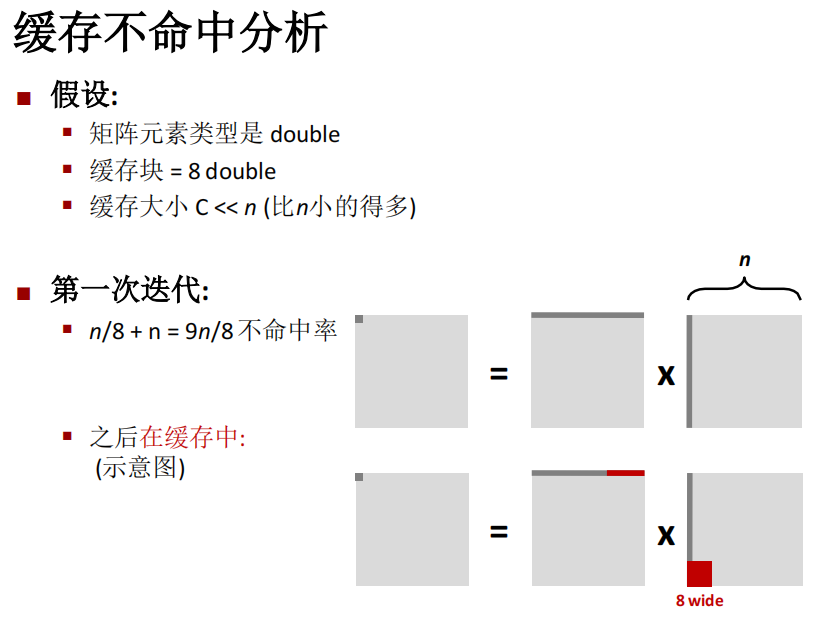 缓存不命中分析
假设:
矩阵元素类型是 double
缓存块 = 8 double
缓存大小 C << n (比n小的得多)
第一次迭代:
n/8 + n = 9n/8 不命中率
n
= x
之后在缓存中:
(示意图)
= x
8 wide